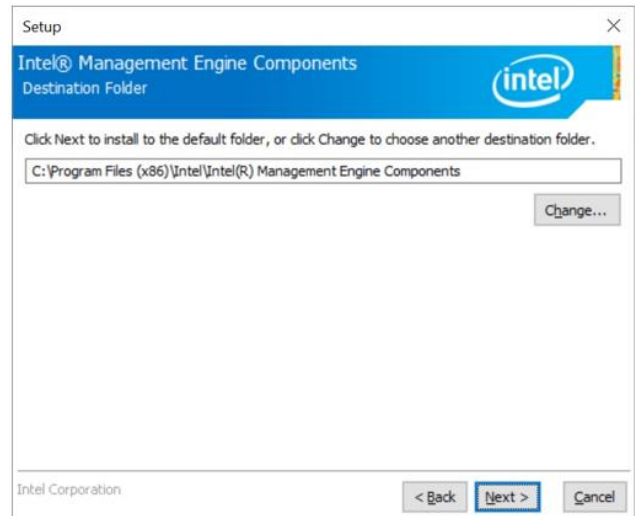 Setup
Intel® Management Engine Components
Destination Folder
intel
Click Next to install to the default folder, or click Change to choose another destination folder.
C:\Program Files (x86)\Intel\Intel(R) Management Engine Components
Change...
Intel Corporation
< Back
Next >
Cancel